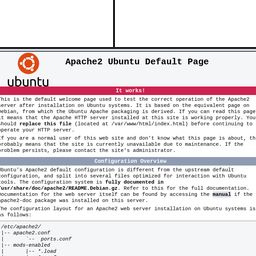 Apache2 Ubuntu Default Page
ubuntu
It works!
This is the default welcome page used to test the correct operation of the Apache2
server after installation on Ubuntu systems. It is based on the equivalent page on
Debian, from which the Ubuntu Apache packaging is derived. If you can read this page,
it means that the Apache HTTP server installed at this site is working properly. You
should replace this file (located at /var/www/html/index.html) before continuing to
operate your HTTP server.
If you are a normal user of this web site and don't know what this page is about, this
probably means that the site is currently unavailable due to maintenance. If the
problem persists, please contact the site's administrator.
Configuration Overview
Ubuntu's Apache2 default configuration is different from the upstream default
configuration, and split into several files optimized for interaction with Ubuntu
tools. The configuration system is fully documented in
/usr/share/doc/apache2/README.Debian.gz. Refer to this for the full documentation.
Documentation for the web server itself can be found by accessing the manual if the
apache2-doc package was installed on this server.
The configuration layout for an Apache2 web server installation on Ubuntu systems is
as follows:
/etc/apache2/
|-- apache2.conf
|       `-- ports.conf
|-- mods-enabled
|       |-- *.load